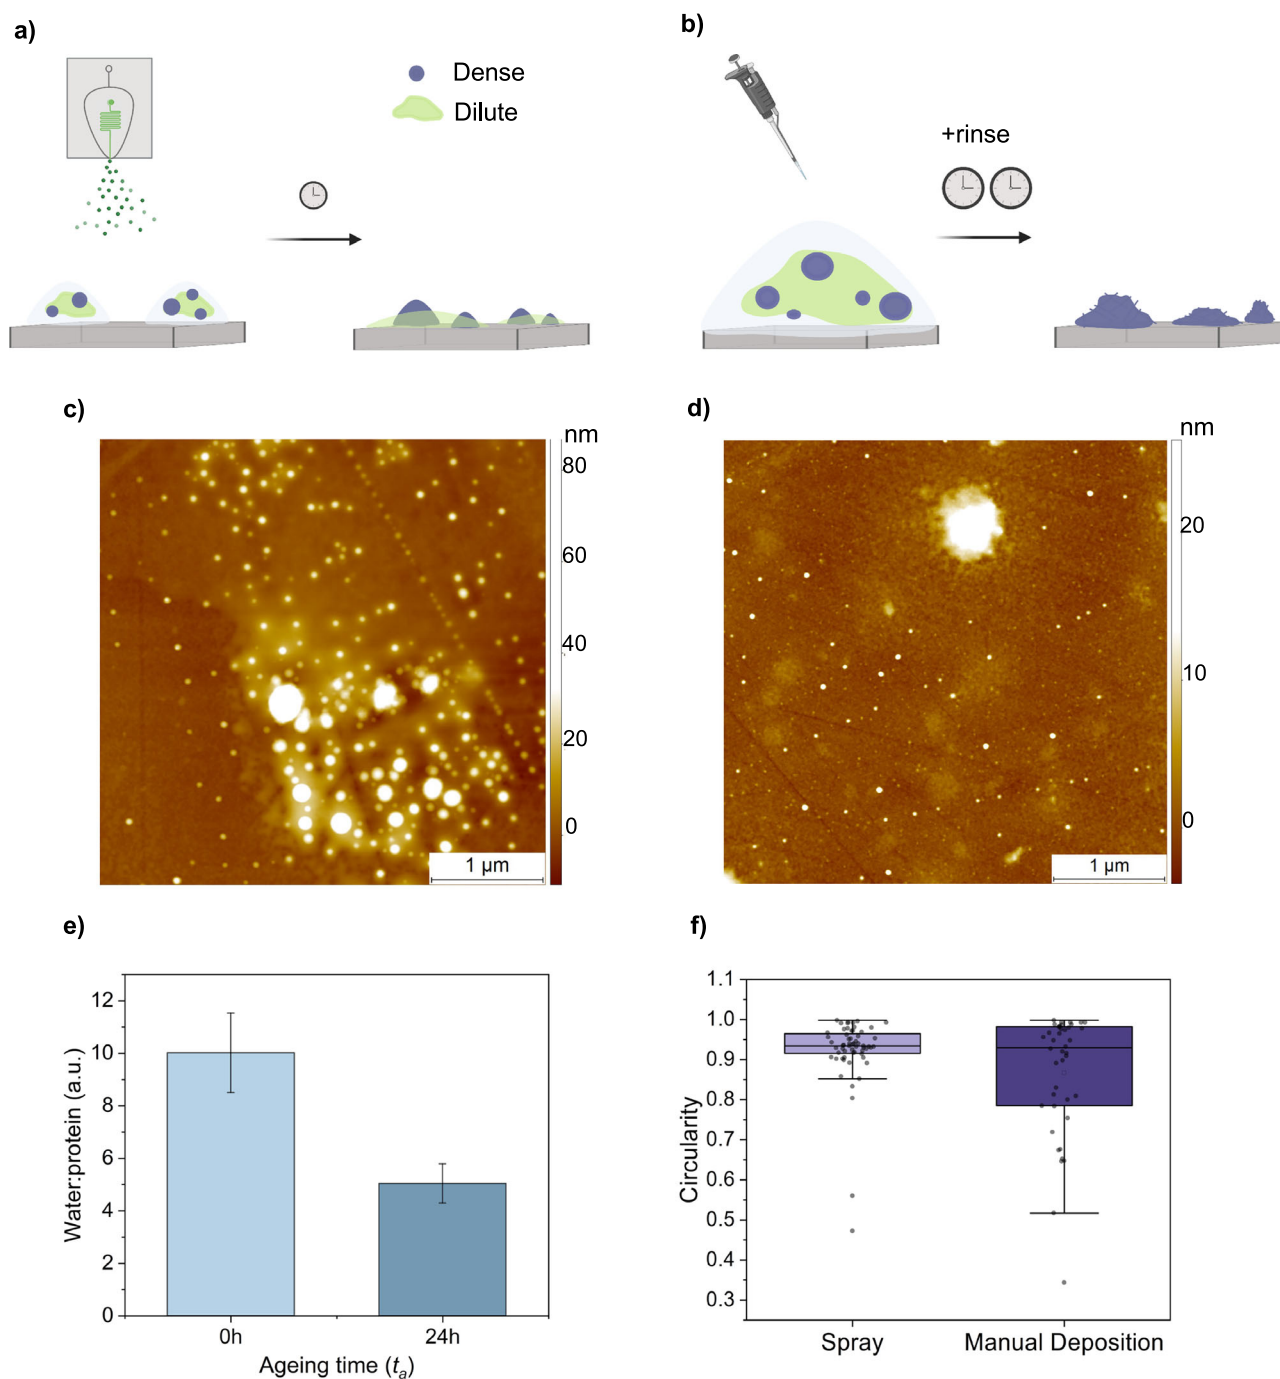 a)
Dense
Dilute
b)
+rinse
c)
nm
80
60
40
20
0
1 µm
d)
nm
20
10
0
1 µm
e)
Water:protein (a.u.)
12
10
8
6
4
2
0
0h
24h
Ageing time (ta)
f)
Circularity
1.1
1.0
0.9
0.8
0.7
0.6
0.5
0.4
0.3
Spray
Manual Deposition